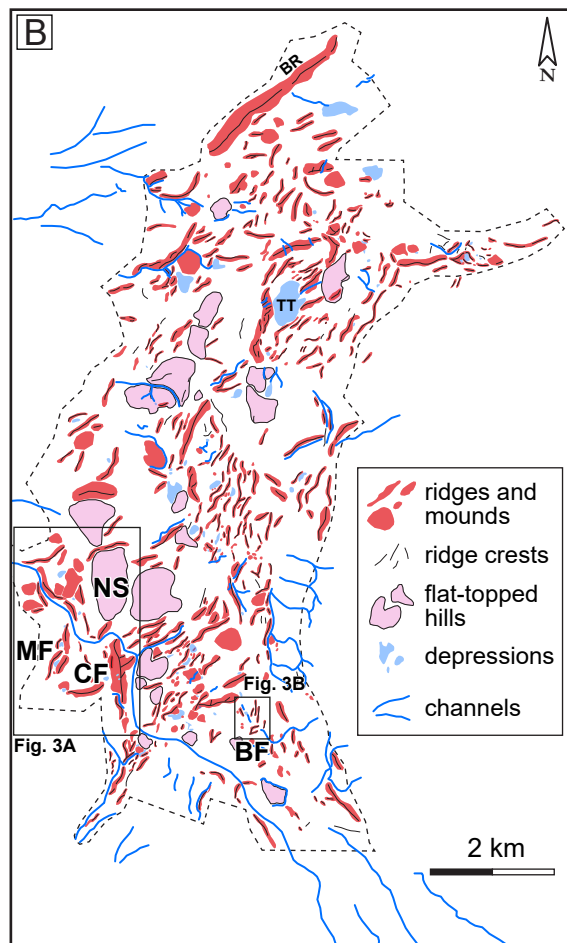 B
N
BR
TT
ridges and
mounds
ridge crests
flat-topped
hills
depressions
channels
NS
MF
CF
Fig. 3B
Fig. 3A
BF
2 km